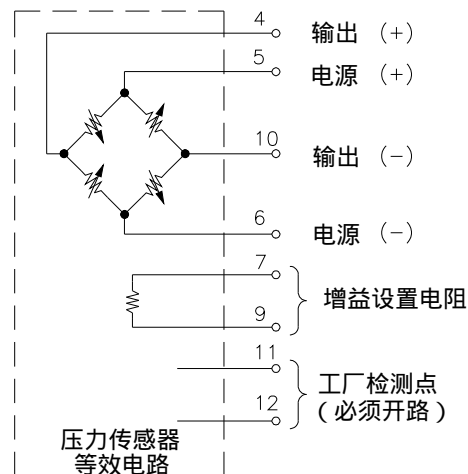 4 输出 (+)
5 电源 (+)
10 输出 (-)
6 电源 (-)
7
增益设置电阻
9
11
工厂检测点
(必须开路)
12
压力传感器
等效电路